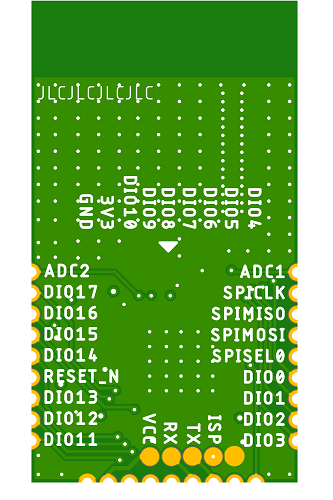 JLCJLCJLCJLC
GND
3V3
DIO10
DIO9
DIO8
DIO7
DIO6
DIO5
DIO4
ADC2 ADC1
DIO17 SPICLK
DIO16 SPIMISO
DIO15 SPIMOSI
DIO14 SPISEL0
RESET_N DIO0
DIO13 DIO1
DIO12 DIO2
DIO11 DIO3
VCC
RX
TX
ISP